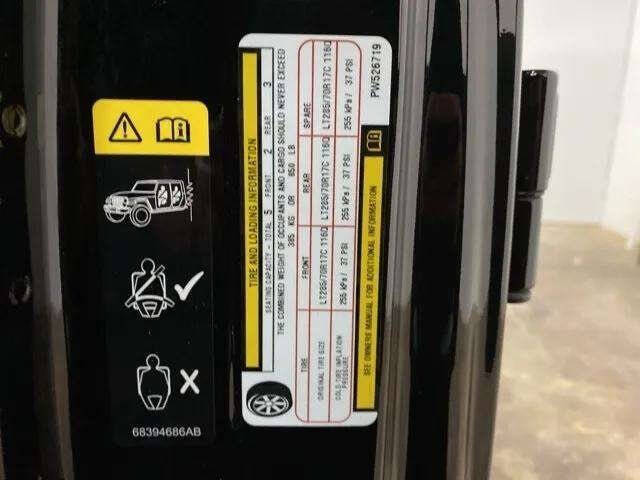 TIRE AND LOADING INFORMATION
SEATING CAPACITY - TOTAL 5 FRONT 2 REAR 3
THE COMBINED WEIGHT OF OCCUPANTS AND CARGO SHOULD NEVER EXCEED
385 KG OR 850 LB
TIRE FRONT REAR SPARE
ORIGINAL TIRE SIZE LT285/70R17C 116Q LT285/70R17C 116Q LT285/70R17C 116Q
COLD TIRE INFLATION PRESSURE 255 kPa / 37 PSI 255 kPa / 37 PSI 255 kPa / 37 PSI
SEE OWNERS MANUAL FOR ADDITIONAL INFORMATION
PW526719
68394686AB